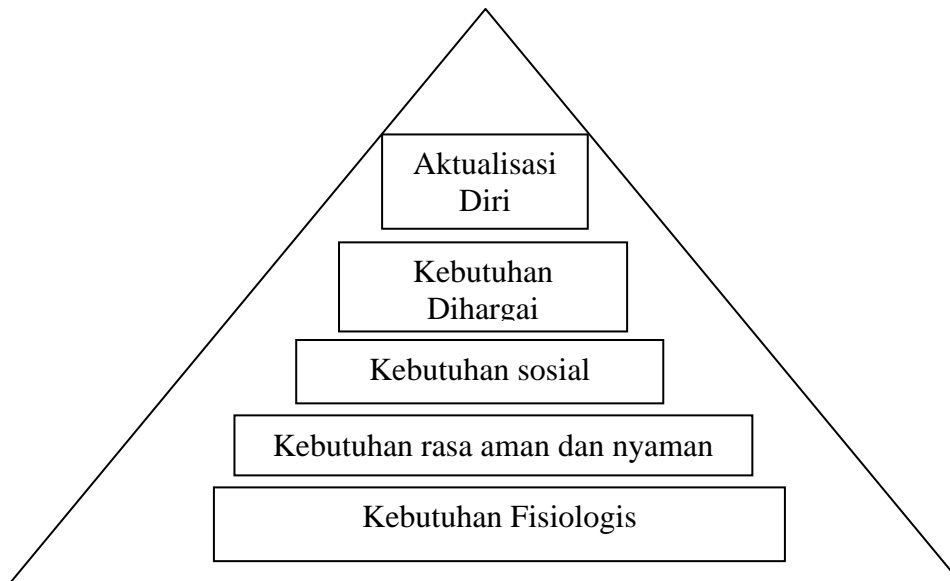 Aktualisasi
Diri
Kebutuhan
Dihargai
Kebutuhan sosial
Kebutuhan rasa aman dan nyaman
Kebutuhan Fisiologis